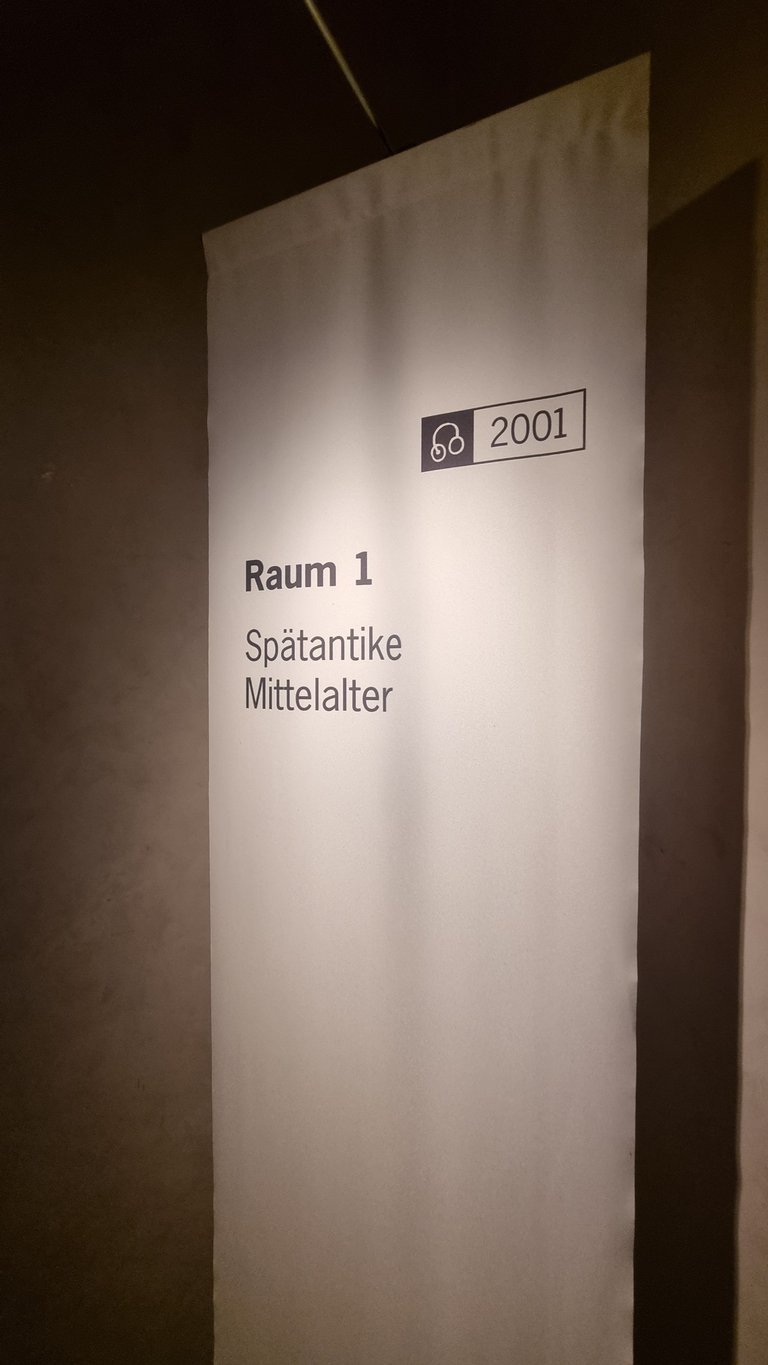 2001
Raum 1
Spätantike
Mittelalter